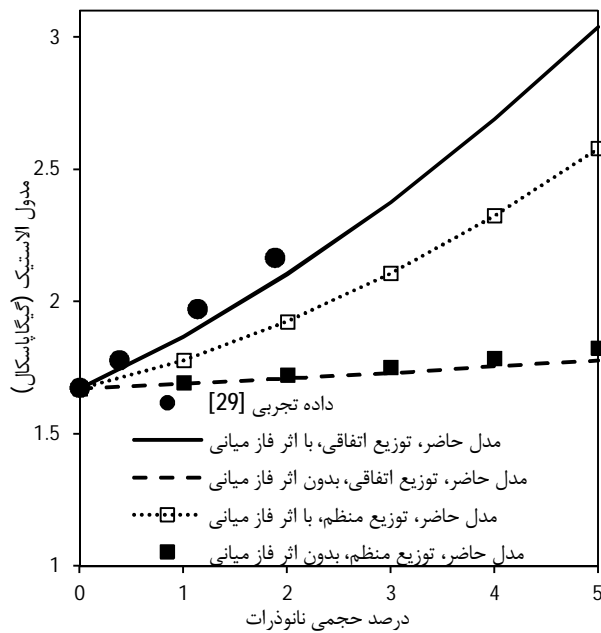 3
2.5
2
1.5
1
مدول الاستیک (گیگاپاسکال)
داده تجربی [29]
مدل حاضر، توزیع اتفاقی، با اثر فاز میانی
مدل حاضر، توزیع اتفاقی، بدون اثر فاز میانی
مدل حاضر، توزیع منظم، با اثر فاز میانی
مدل حاضر، توزیع منظم، بدون اثر فاز میانی
0 1 2 3 4 5
درصد حجمی نانوذرات